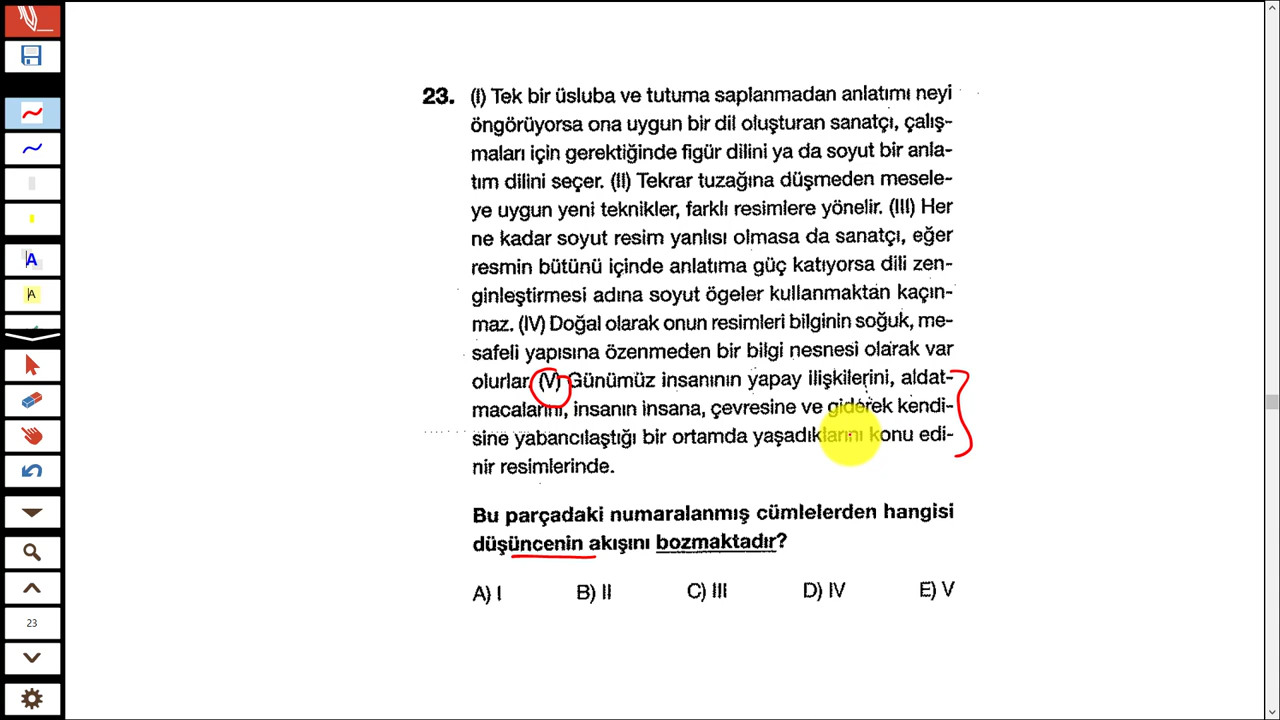 23. (I) Tek bir üsluba ve tutuma saplanmadan anlatımı neyi
öngörüyorsa ona uygun bir dil oluşturan sanatçı, çalış-
maları için gerektiğinde figür dilini ya da soyut bir anla-
tım dilini seçer. (II) Tekrar tuzağına düşmeden mesele-
ye uygun yeni teknikler, farklı resimlere yönelir. (III) Her
ne kadar soyut resim yanlısı olmasa da sanatçı, eğer
resmin bütünü içinde anlatıma güç katıyorsa dili zen-
ginleştirmesi adına soyut ögeler kullanmaktan kaçın-
maz. (IV) Doğal olarak onun resimleri bilginin soğuk, me-
safeli yapısına özenmeden bir bilgi nesnesi olarak var
olurlar. (V) Günümüz insanının yapay ilişkilerini, aldat-
macalarını, insanın insana, çevresine ve giderek kendi-
sine yabancılaştığı bir ortamda yaşadıklarını konu edi-
nir resimlerinde.
Bu parçadaki numaralanmış cümlelerden hangisi
düşüncenin akışını bozmaktadır?
A) I B) II C) III D) IV E) V
A
A
23